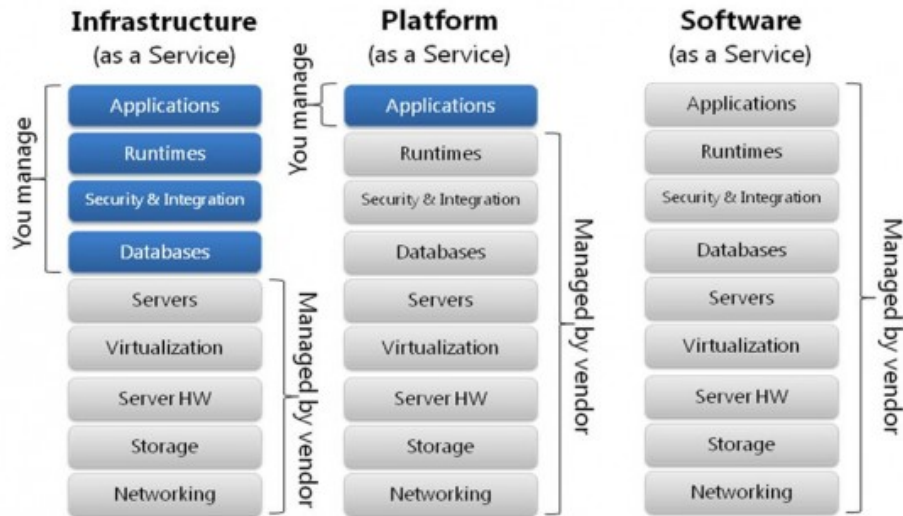 Infrastructure
(as a Service)
You manage
Applications
Runtimes
Security & Integration
Databases
Servers
Virtualization
Server HW
Storage
Networking
Managed by vendor
Platform
(as a Service)
You manage
Applications
Runtimes
Security & Integration
Databases
Servers
Virtualization
Server HW
Storage
Networking
Managed by vendor
Software
(as a Service)
Applications
Runtimes
Security & Integration
Databases
Servers
Virtualization
Server HW
Storage
Networking
Managed by vendor